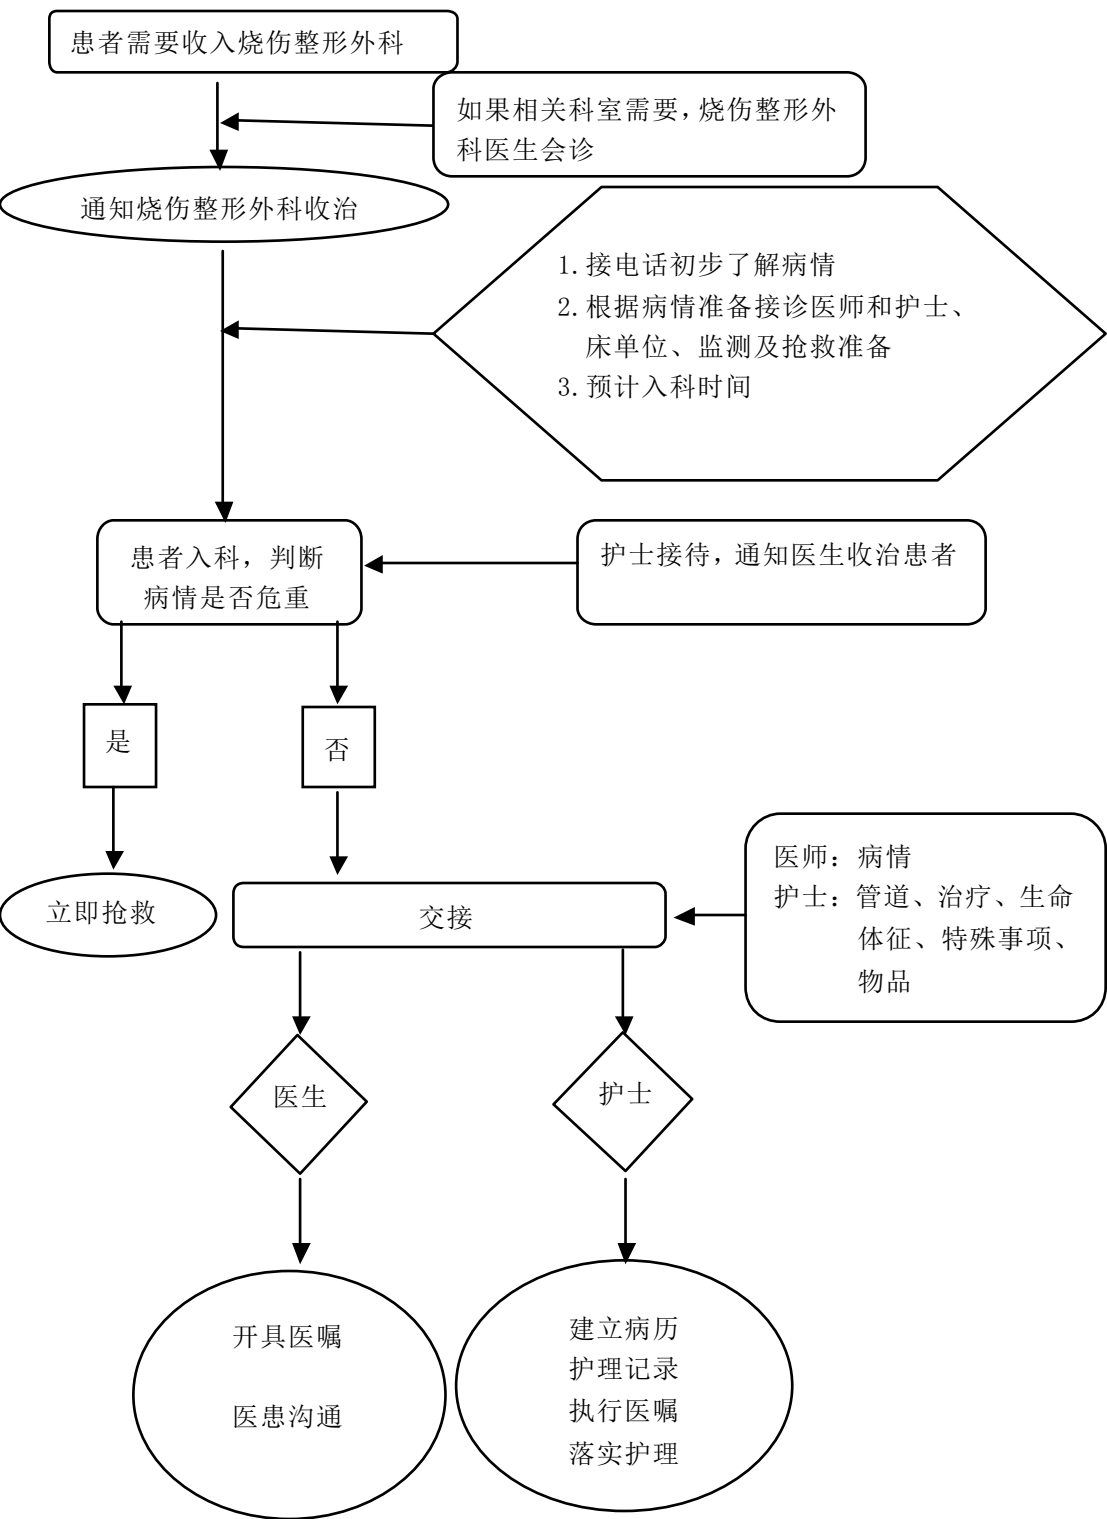 患者需要收入烧伤整形外科
如果相关科室需要,烧伤整形外
科医生会诊
通知烧伤整形外科收治
1.接电话初步了解病情
2.根据病情准备接诊医师和护士、
床单位、监测及抢救准备
3.预计入科时间
患者入科，判断
病情是否危重
护士接待,通知医生收治患者
是
否
医师：病情
护士：管道、治疗、生命
体征、特殊事项、
物品
立即抢救
交接
医生
护士
开具医嘱
医患沟通
建立病历
护理记录
执行医嘱
落实护理